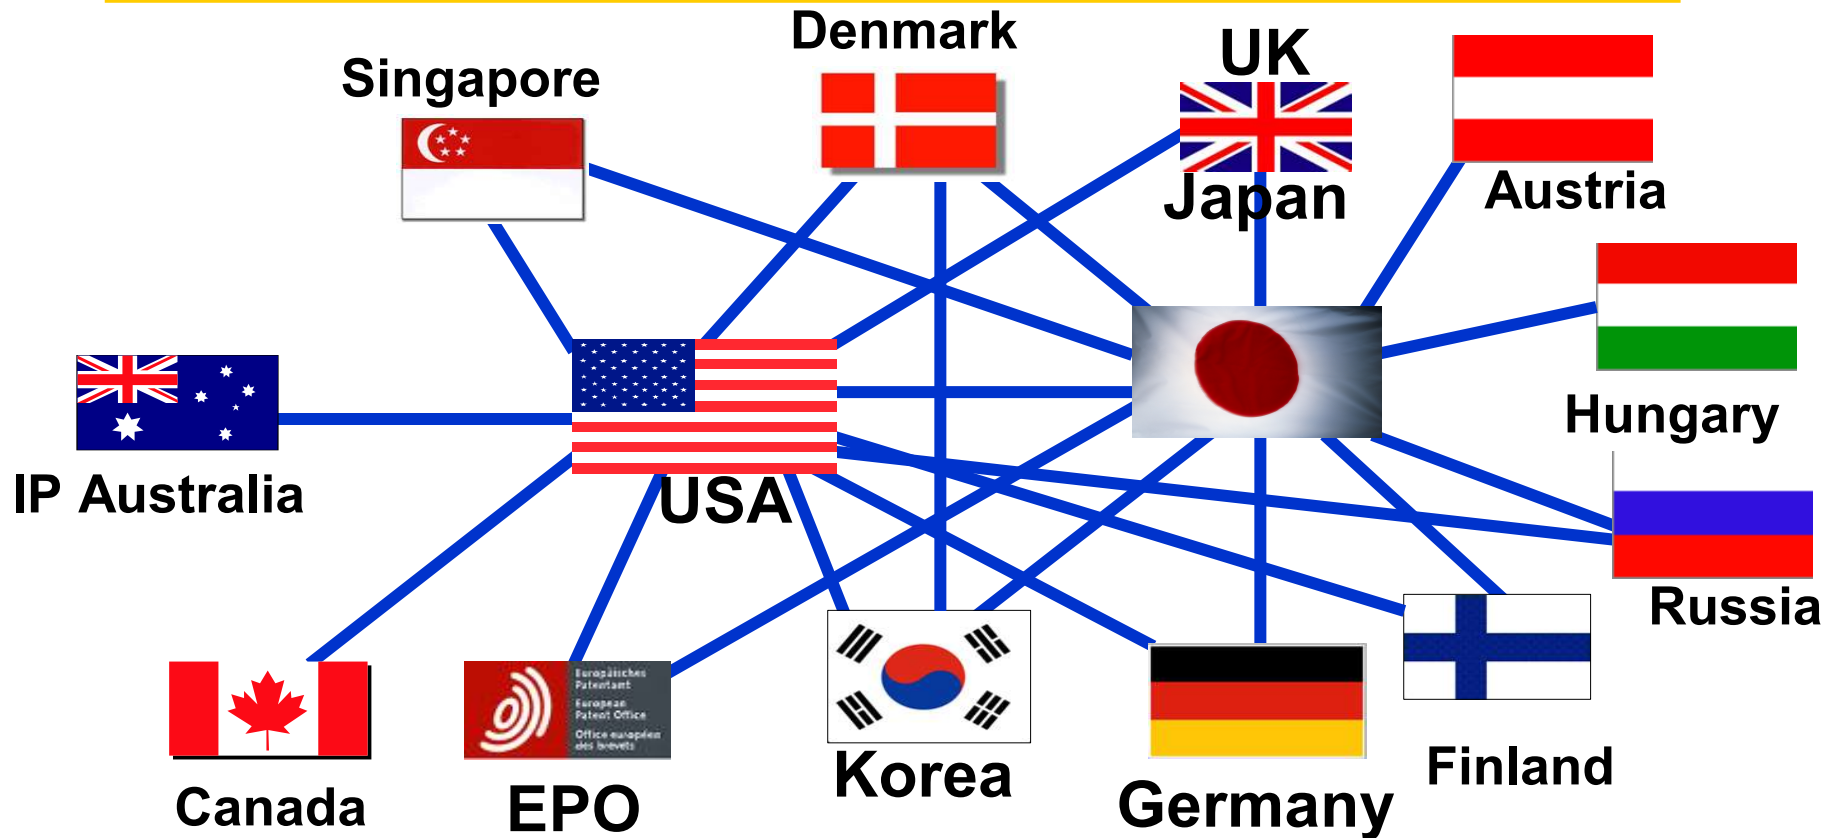 Denmark
UK
Singapore
Japan
Austria
Hungary
IP Australia
USA
Russia
Europäisches
Patentamt
European
Patent Office
Office européen
des brevets
Korea
Finland
Canada
EPO
Germany